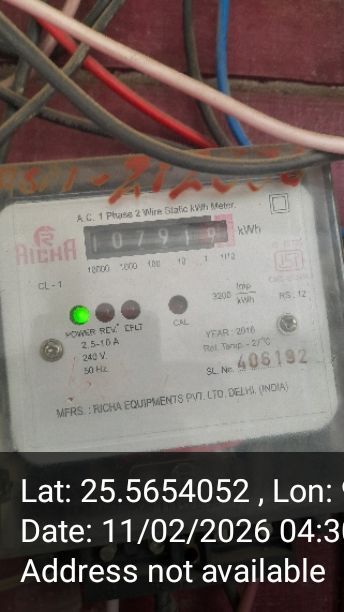 A.C. 1 Phase 2 Wire Static kWh Meter.
RICHA
107919 kWh
10000 1000 100 10 1 1/10
CL - 1
3200 Imp/kWh
RS. 12
POWER REV. EFLT CAL
2.5-10 A
240 V.
50 Hz.
YEAR : 2016
Ref. Temp. - 27°C
SL. No. 406192
MFRS. : RICHA EQUIPMENTS PVT. LTD. DELHI. (INDIA)
Lat: 25.5654052 , Lon:
Date: 11/02/2026 04:30
Address not available